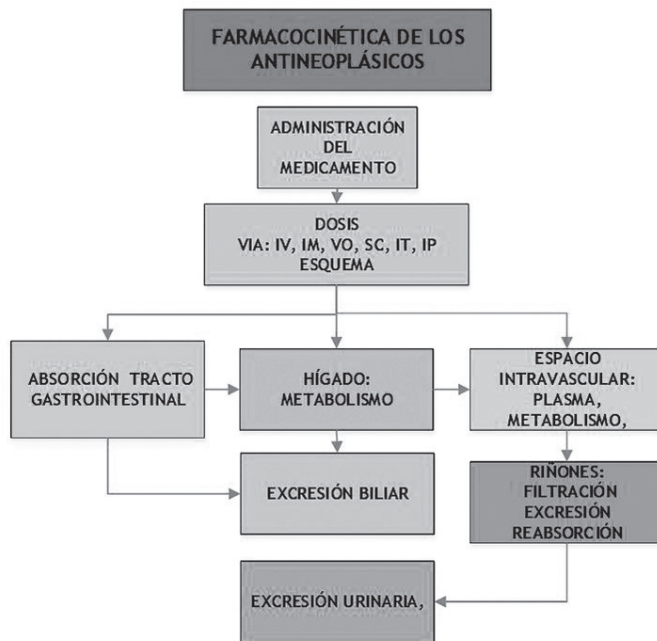 FARMACOCINÉTICA DE LOS
ANTINEOPLÁSICOS
ADMINISTRACIÓN
DEL
MEDICAMENTO
DOSIS
VIA: IV, IM, VO, SC, IT, IP
ESQUEMA
ABSORCIÓN TRACTO
GASTROINTESTINAL
HÍGADO:
METABOLISMO
ESPACIO
INTRAVASCULAR:
PLASMA,
METABOLISMO,
EXCRESIÓN BILIAR
RIÑONES:
FILTRACIÓN
EXCRESIÓN
REABSORCIÓN
EXCRESIÓN URINARIA,